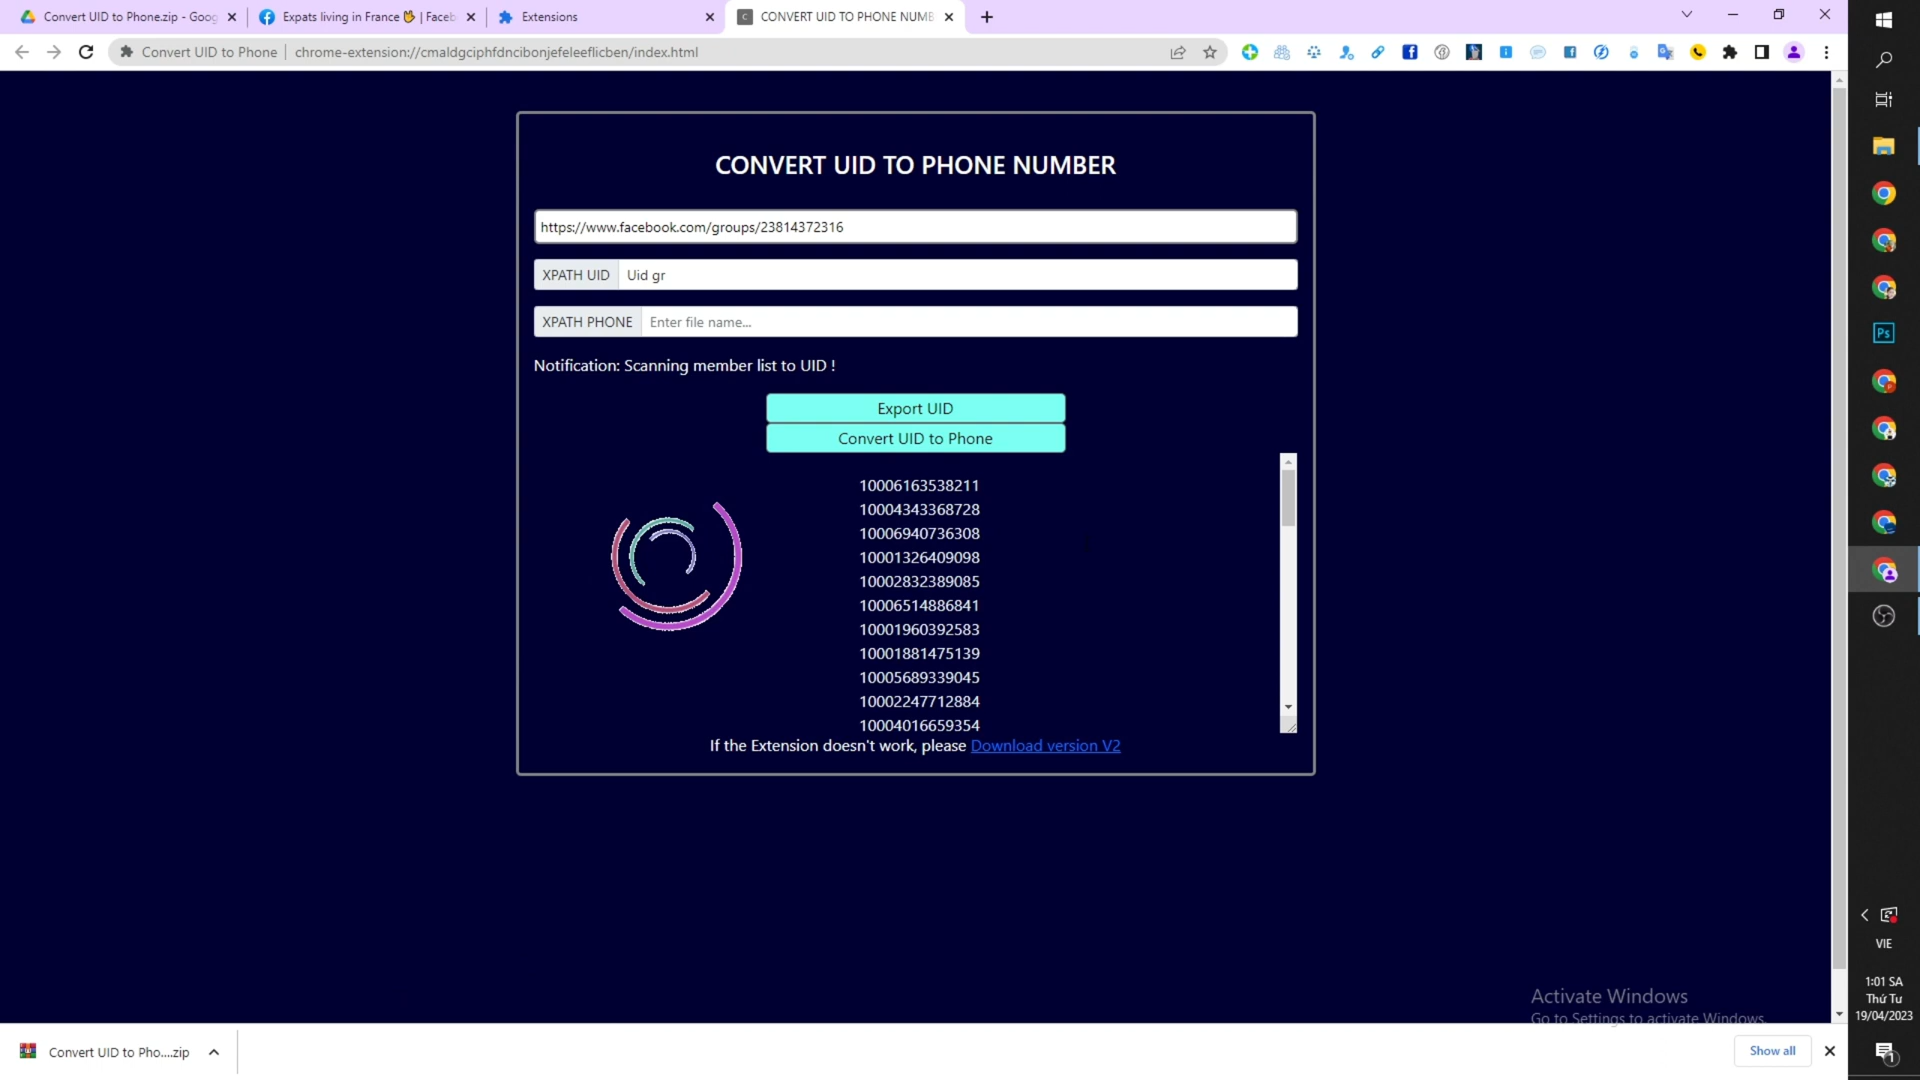 Convert UID to Phone.zip - Goog
Expats living in France 🖖 | Faceb
Extensions
CONVERT UID TO PHONE NUMB
Convert UID to Phone
chrome-extension://cmaldgciphfdncibonjefeleeflicben/index.html
CONVERT UID TO PHONE NUMBER
https://www.facebook.com/groups/23814372316
XPATH UID Uid gr
XPATH PHONE Enter file name...
Notification: Scanning member list to UID !
Export UID
Convert UID to Phone
10006163538211
10004343368728
10006940736308
10001326409098
10002832389085
10006514886841
10001960392583
10001881475139
10005689339045
10002247712884
10004016659354
If the Extension doesn't work, please Download version V2
Ps
VIE
1:01 SA
Thứ Tư
19/04/2023
Activate Windows
Go to Settings to activate Windows.
Convert UID to Pho....zip
Show all
1